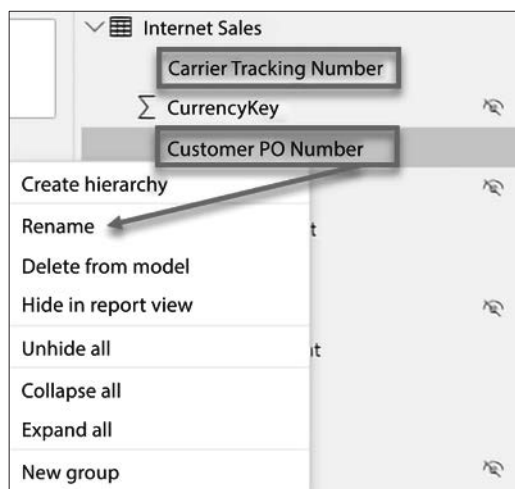 Internet Sales
Carrier Tracking Number
∑ CurrencyKey
Customer PO Number
Create hierarchy
Rename
t
Delete from model
Hide in report view
Unhide all
ıt
Collapse all
Expand all
New group